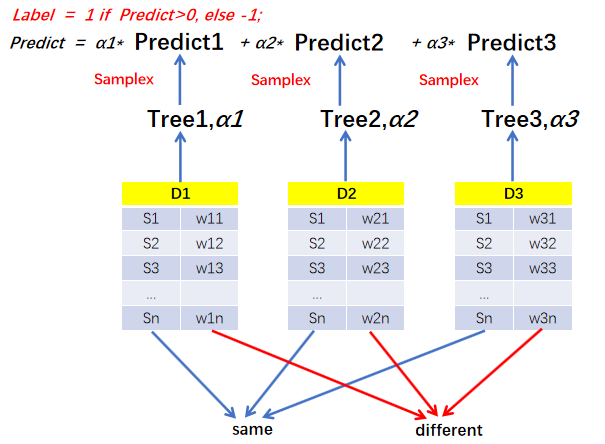 Label = 1 if Predict>0, else -1;
Predict = α1* Predict1 + α2* Predict2 + α3* Predict3
Samplex Samplex Samplex
Tree1,α1 Tree2,α2 Tree3,α3
D1 D2 D3
S1 w11 S1 w21 S1 w31
S2 w12 S2 w22 S2 w32
S3 w13 S3 w23 S3 w33
... ... ...
Sn w1n Sn w2n Sn w3n
same different